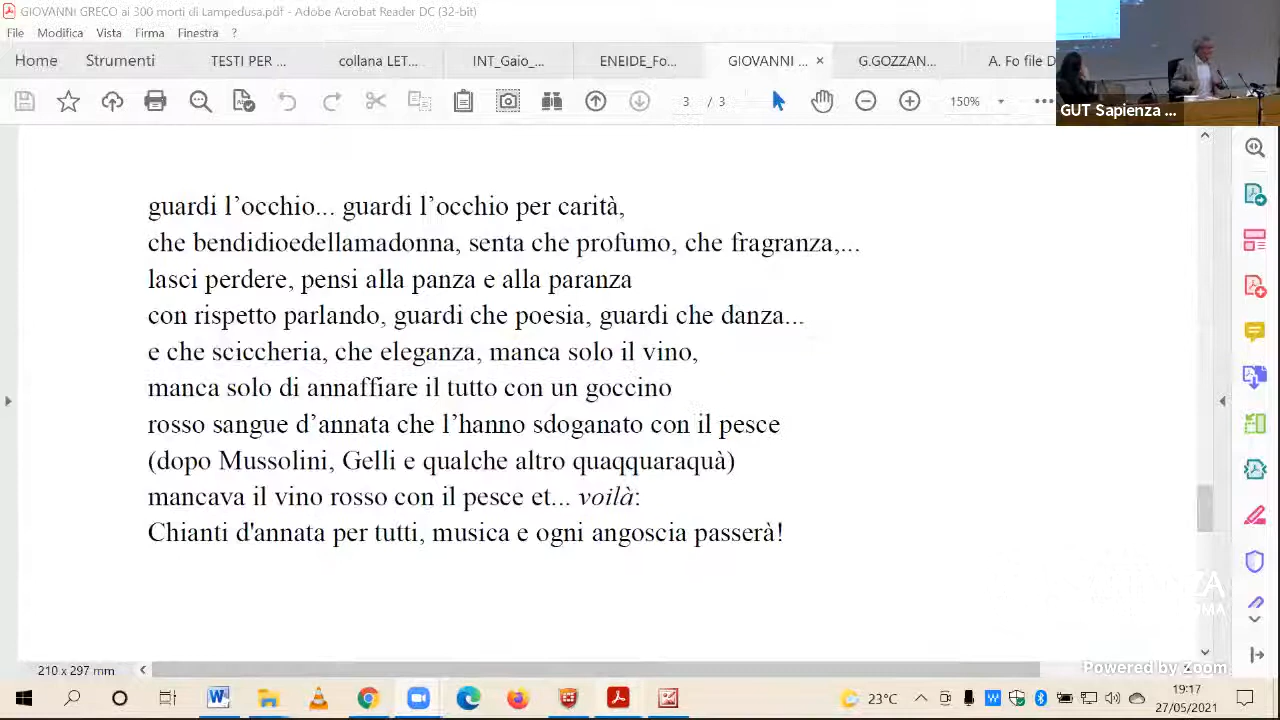 GIOVANNI GRECO ai 300 morti di Lampedusa.pdf - Adobe Acrobat Reader DC (32-bit)
File Modifica Vista Firma Finestra ?
Home Strumenti TESTI PER ... collana LET... INT_Gaio_... ENEIDE_Fo... GIOVANNI ... × G.GOZZAN... A. Fo file D
3 / 3 150%
GUT Sapienza ...
guardi l’occhio... guardi l’occhio per carità,
che bendidioedellamadonna, senta che profumo, che fragranza,...
lasci perdere, pensi alla panza e alla paranza
con rispetto parlando, guardi che poesia, guardi che danza...
e che sciccheria, che eleganza, manca solo il vino,
manca solo di annaffiare il tutto con un goccino
rosso sangue d’annata che l’hanno sdoganato con il pesce
(dopo Mussolini, Gelli e qualche altro quaqquaraquà)
mancava il vino rosso con il pesce et... voilà:
Chianti d'annata per tutti, musica e ogni angoscia passerà!
210 x 297 mm
Powered by Zoom
23°C
19:17
27/05/2021